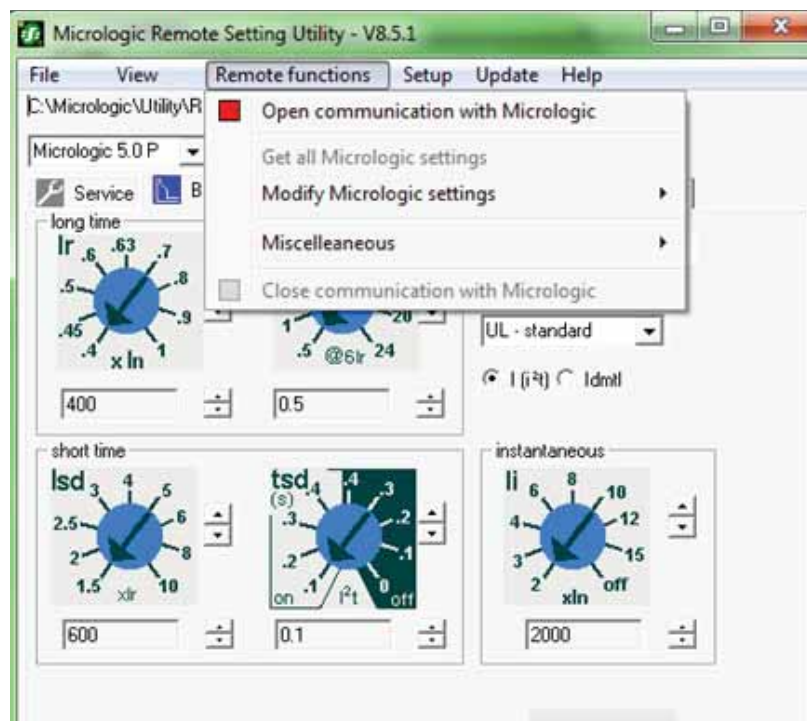 Micrologic Remote Setting Utility - V8.5.1
File View Remote functions Setup Update Help
C:\Micrologic\Utility\R
Open communication with Micrologic
Micrologic 5.0 P
Get all Micrologic settings
Service B
Modify Micrologic settings
Miscelleaneous
Close communication with Micrologic
long time
Ir
.4 .45 .5 .6 .63 .7 .8 .9 1
x In
.5 1 20 24
@6Ir
UL - standard
I (i²t) Idmtl
400 0.5
short time
Isd
1.5 2 2.5 3 4 5 6 8 10
xIr
tsd
(s)
.1 .2 .3 .4 .4 .3 .2 .1 0
on I²t off
600 0.1
instantaneous
Ii
2 3 4 6 8 10 12 15 off
xIn
2000